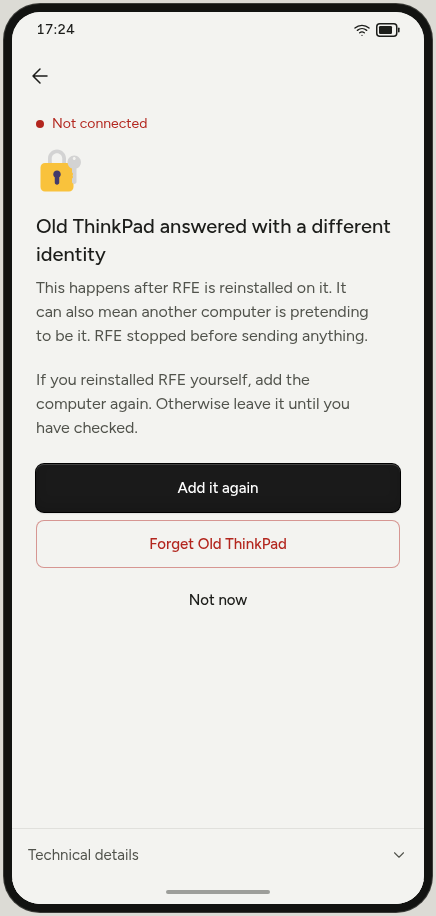 17:24
Not connected
Old ThinkPad answered with a different
identity
This happens after RFE is reinstalled on it. It
can also mean another computer is pretending
to be it. RFE stopped before sending anything.
If you reinstalled RFE yourself, add the
computer again. Otherwise leave it until you
have checked.
Add it again
Forget Old ThinkPad
Not now
Technical details